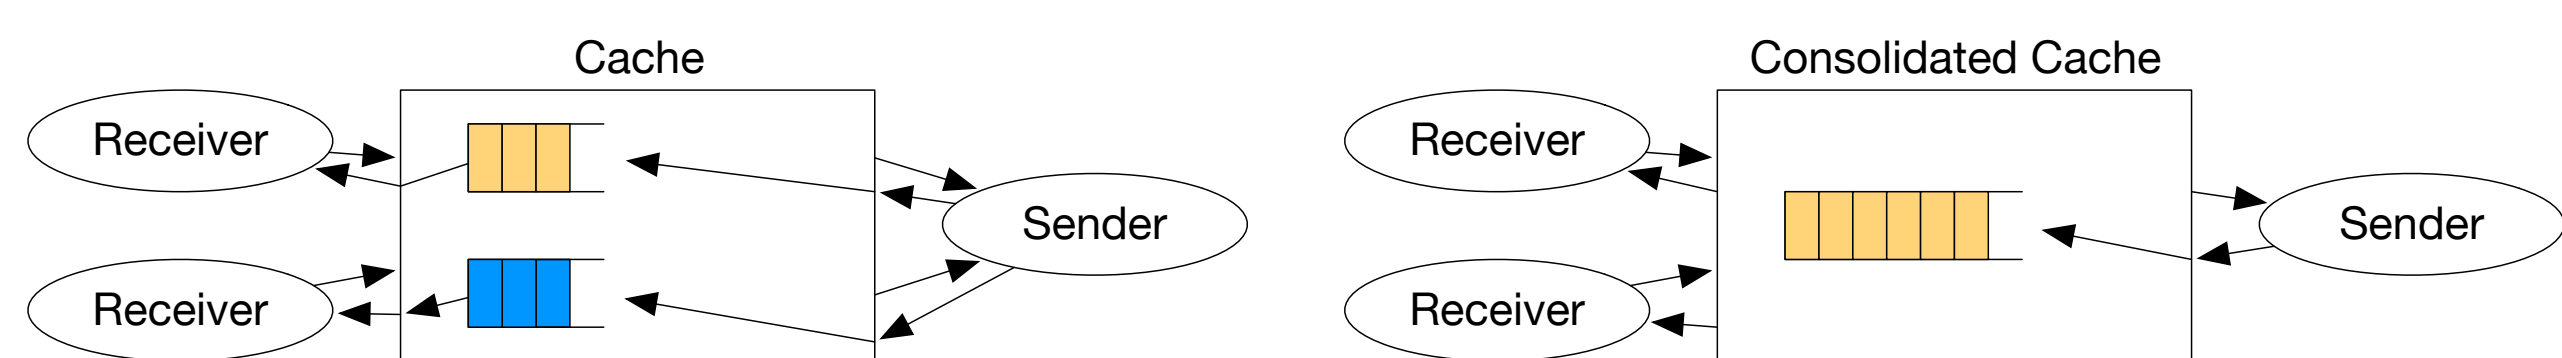 Cache
Receiver
Sender
Receiver
Consolidated Cache
Receiver
Sender
Receiver